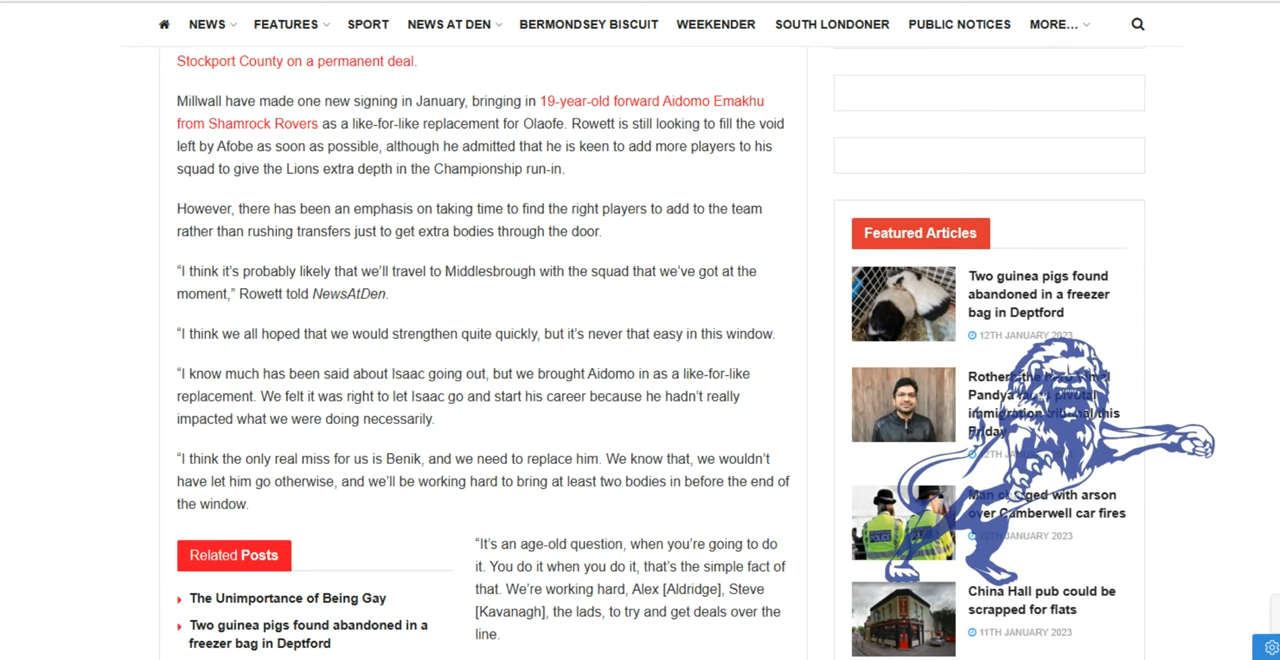 NEWS FEATURES SPORT NEWS AT DEN BERMONDSEY BISCUIT WEEKENDER SOUTH LONDONER PUBLIC NOTICES MORE...
Stockport County on a permanent deal.
Millwall have made one new signing in January, bringing in 19-year-old forward Aidomo Emakhu
from Shamrock Rovers as a like-for-like replacement for Olaofe. Rowett is still looking to fill the void
left by Afobe as soon as possible, although he admitted that he is keen to add more players to his
squad to give the Lions extra depth in the Championship run-in.
However, there has been an emphasis on taking time to find the right players to add to the team
rather than rushing transfers just to get extra bodies through the door.
“I think it’s probably likely that we’ll travel to Middlesbrough with the squad that we’ve got at the
moment,” Rowett told NewsAtDen.
“I think we all hoped that we would strengthen quite quickly, but it’s never that easy in this window.
“I know much has been said about Isaac going out, but we brought Aidomo in as a like-for-like
replacement. We felt it was right to let Isaac go and start his career because he hadn’t really
impacted what we were doing necessarily.
“I think the only real miss for us is Benik, and we need to replace him. We know that, we wouldn’t
have let him go otherwise, and we’ll be working hard to bring at least two bodies in before the end of
the window.
“It’s an age-old question, when you’re going to do
it. You do it when you do it, that’s the simple fact of
that. We’re working hard, Alex [Aldridge], Steve
[Kavanagh], the lads, to try and get deals over the
line.
Related Posts
The Unimportance of Being Gay
Two guinea pigs found abandoned in a
freezer bag in Deptford
Featured Articles
Two guinea pigs found
abandoned in a freezer
bag in Deptford
12TH JANUARY 2023
Pandya
immigration tribunal this
Friday
Man charged with arson
over Camberwell car fires
12TH JANUARY 2023
China Hall pub could be
scrapped for flats
11TH JANUARY 2023